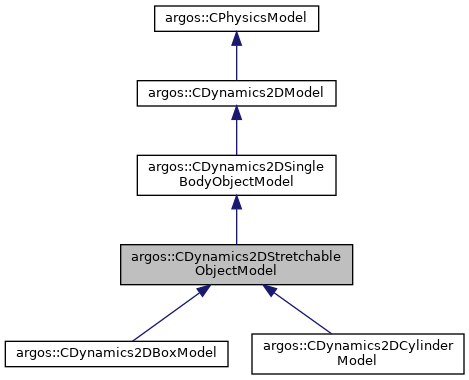 argos::CPhysicsModel
argos::CDynamics2DModel
argos::CDynamics2DSingle
BodyObjectModel
argos::CDynamics2DStretchable
ObjectModel
argos::CDynamics2DBoxModel
argos::CDynamics2DCylinder
Model